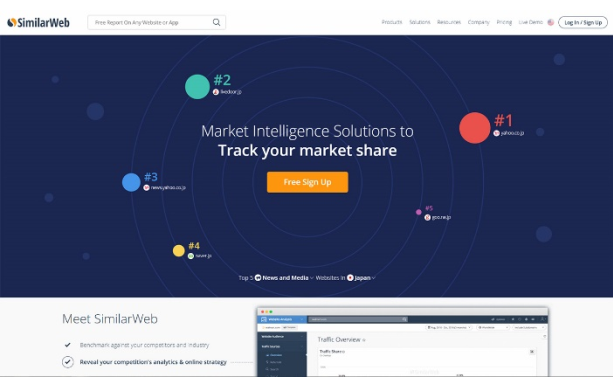 SimilarWeb
Free Report On Any Website or App
Products Solutions Resources Company Pricing Live Demo Log In / Sign Up
#2
livedoor.jp
#1
yahoo.co.jp
Market Intelligence Solutions to
Track your market share
#3
news.yahoo.co.jp
Free Sign Up
#5
goo.ne.jp
#4
naver.jp
Top 5 News and Media Websites in Japan
Meet SimilarWeb
Benchmark against your competitors and industry
Reveal your competition's analytics & online strategy
Traffic Overview